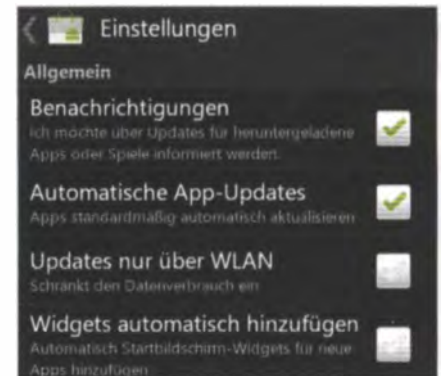 Einstellungen
Allgemein
Benachrichtigungen
Ich möchte über Updates für heruntergeladene
Apps oder Spiele informiert werden.
Automatische App-Updates
Apps standardmäßig automatisch aktualisieren
Updates nur über WLAN
Schränkt den Datenverbrauch ein
Widgets automatisch hinzufügen
Automatisch Startbildschirm-Widgets für neue
Apps hinzufügen